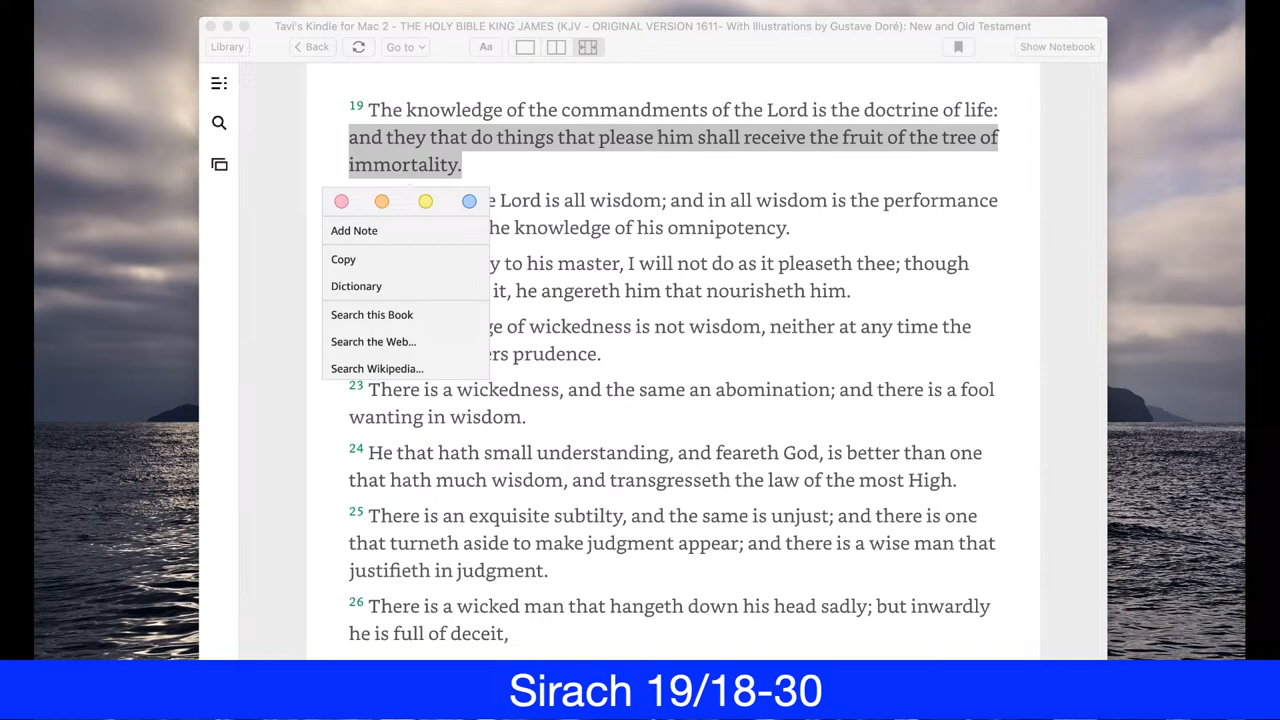 Tavi's Kindle for Mac 2 - THE HOLY BIBLE KING JAMES (KJV - ORIGINAL VERSION 1611- With Illustrations by Gustave Doré): New and Old Testament
Library
Back
Go to
Aa
Show Notebook
19 The knowledge of the commandments of the Lord is the doctrine of life:
and they that do things that please him shall receive the fruit of the tree of
immortality.
e Lord is all wisdom; and in all wisdom is the performance
he knowledge of his omnipotency.
y to his master, I will not do as it pleaseth thee; though
it, he angereth him that nourisheth him.
ge of wickedness is not wisdom, neither at any time the
ers prudence.
Add Note
Copy
Dictionary
Search this Book
Search the Web...
Search Wikipedia...
23 There is a wickedness, and the same an abomination; and there is a fool
wanting in wisdom.
24 He that hath small understanding, and feareth God, is better than one
that hath much wisdom, and transgresseth the law of the most High.
25 There is an exquisite subtilty, and the same is unjust; and there is one
that turneth aside to make judgment appear; and there is a wise man that
justifieth in judgment.
26 There is a wicked man that hangeth down his head sadly; but inwardly
he is full of deceit,
Sirach 19/18-30